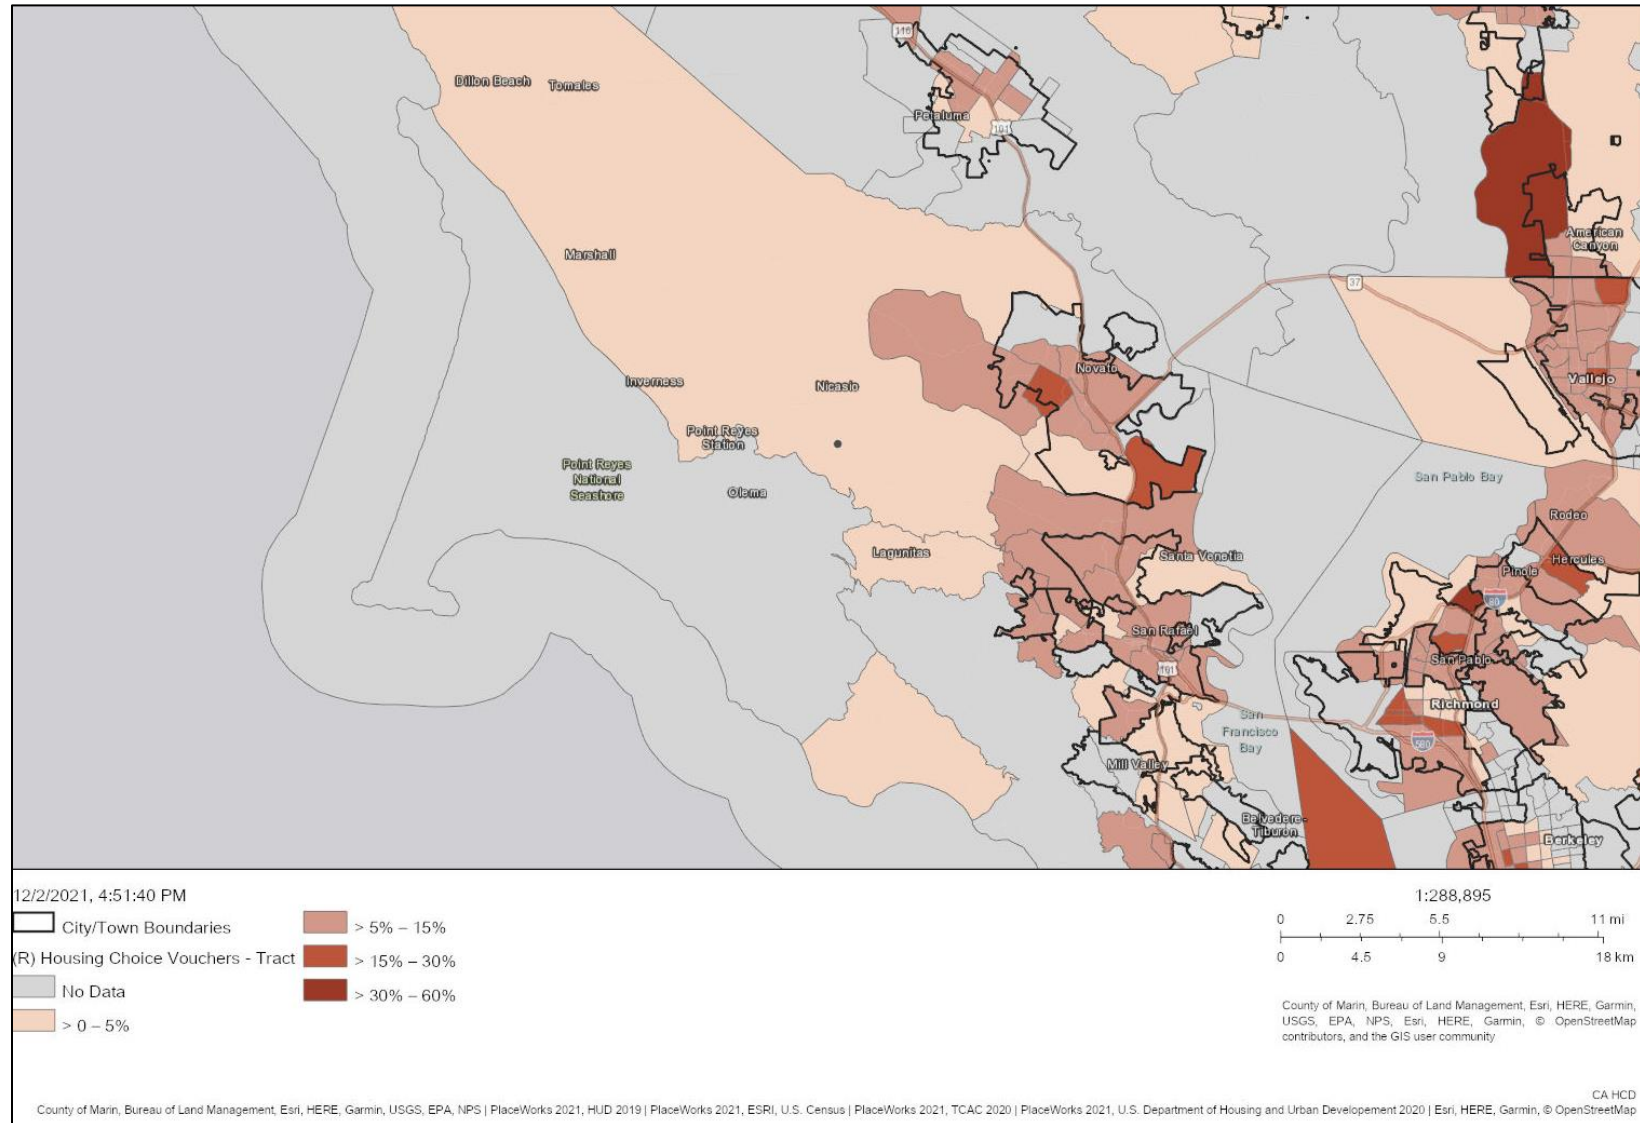 116
Dillon Beach
Tomales
Petaluma
101
American
Canyon
Marshall
37
Novato
Vallejo
Inverness
Nicasio
Point Reyes
Station
Point Reyes
National
Seashore
Olema
San Pablo Bay
Rodeo
Lagunitas
Santa Venetia
Hercules
Pinole
80
San Rafael
101
San Pablo
Richmond
San
Francisco
Bay
580
Mill Valley
Belvedere-
Tiburon
Berkeley
12/2/2021, 4:51:40 PM
City/Town Boundaries
(R) Housing Choice Vouchers - Tract
No Data
> 0 – 5%
> 5% – 15%
> 15% – 30%
> 30% – 60%
1:288,895
0 2.75 5.5 11 mi
0 4.5 9 18 km
County of Marin, Bureau of Land Management, Esri, HERE, Garmin,
USGS, EPA, NPS, Esri, HERE, Garmin, © OpenStreetMap
contributors, and the GIS user community
CA HCD
County of Marin, Bureau of Land Management, Esri, HERE, Garmin, USGS, EPA, NPS | PlaceWorks 2021, HUD 2019 | PlaceWorks 2021, ESRI, U.S. Census | PlaceWorks 2021, TCAC 2020 | PlaceWorks 2021, U.S. Department of Housing and Urban Developement 2020 | Esri, HERE, Garmin, © OpenStreetMap